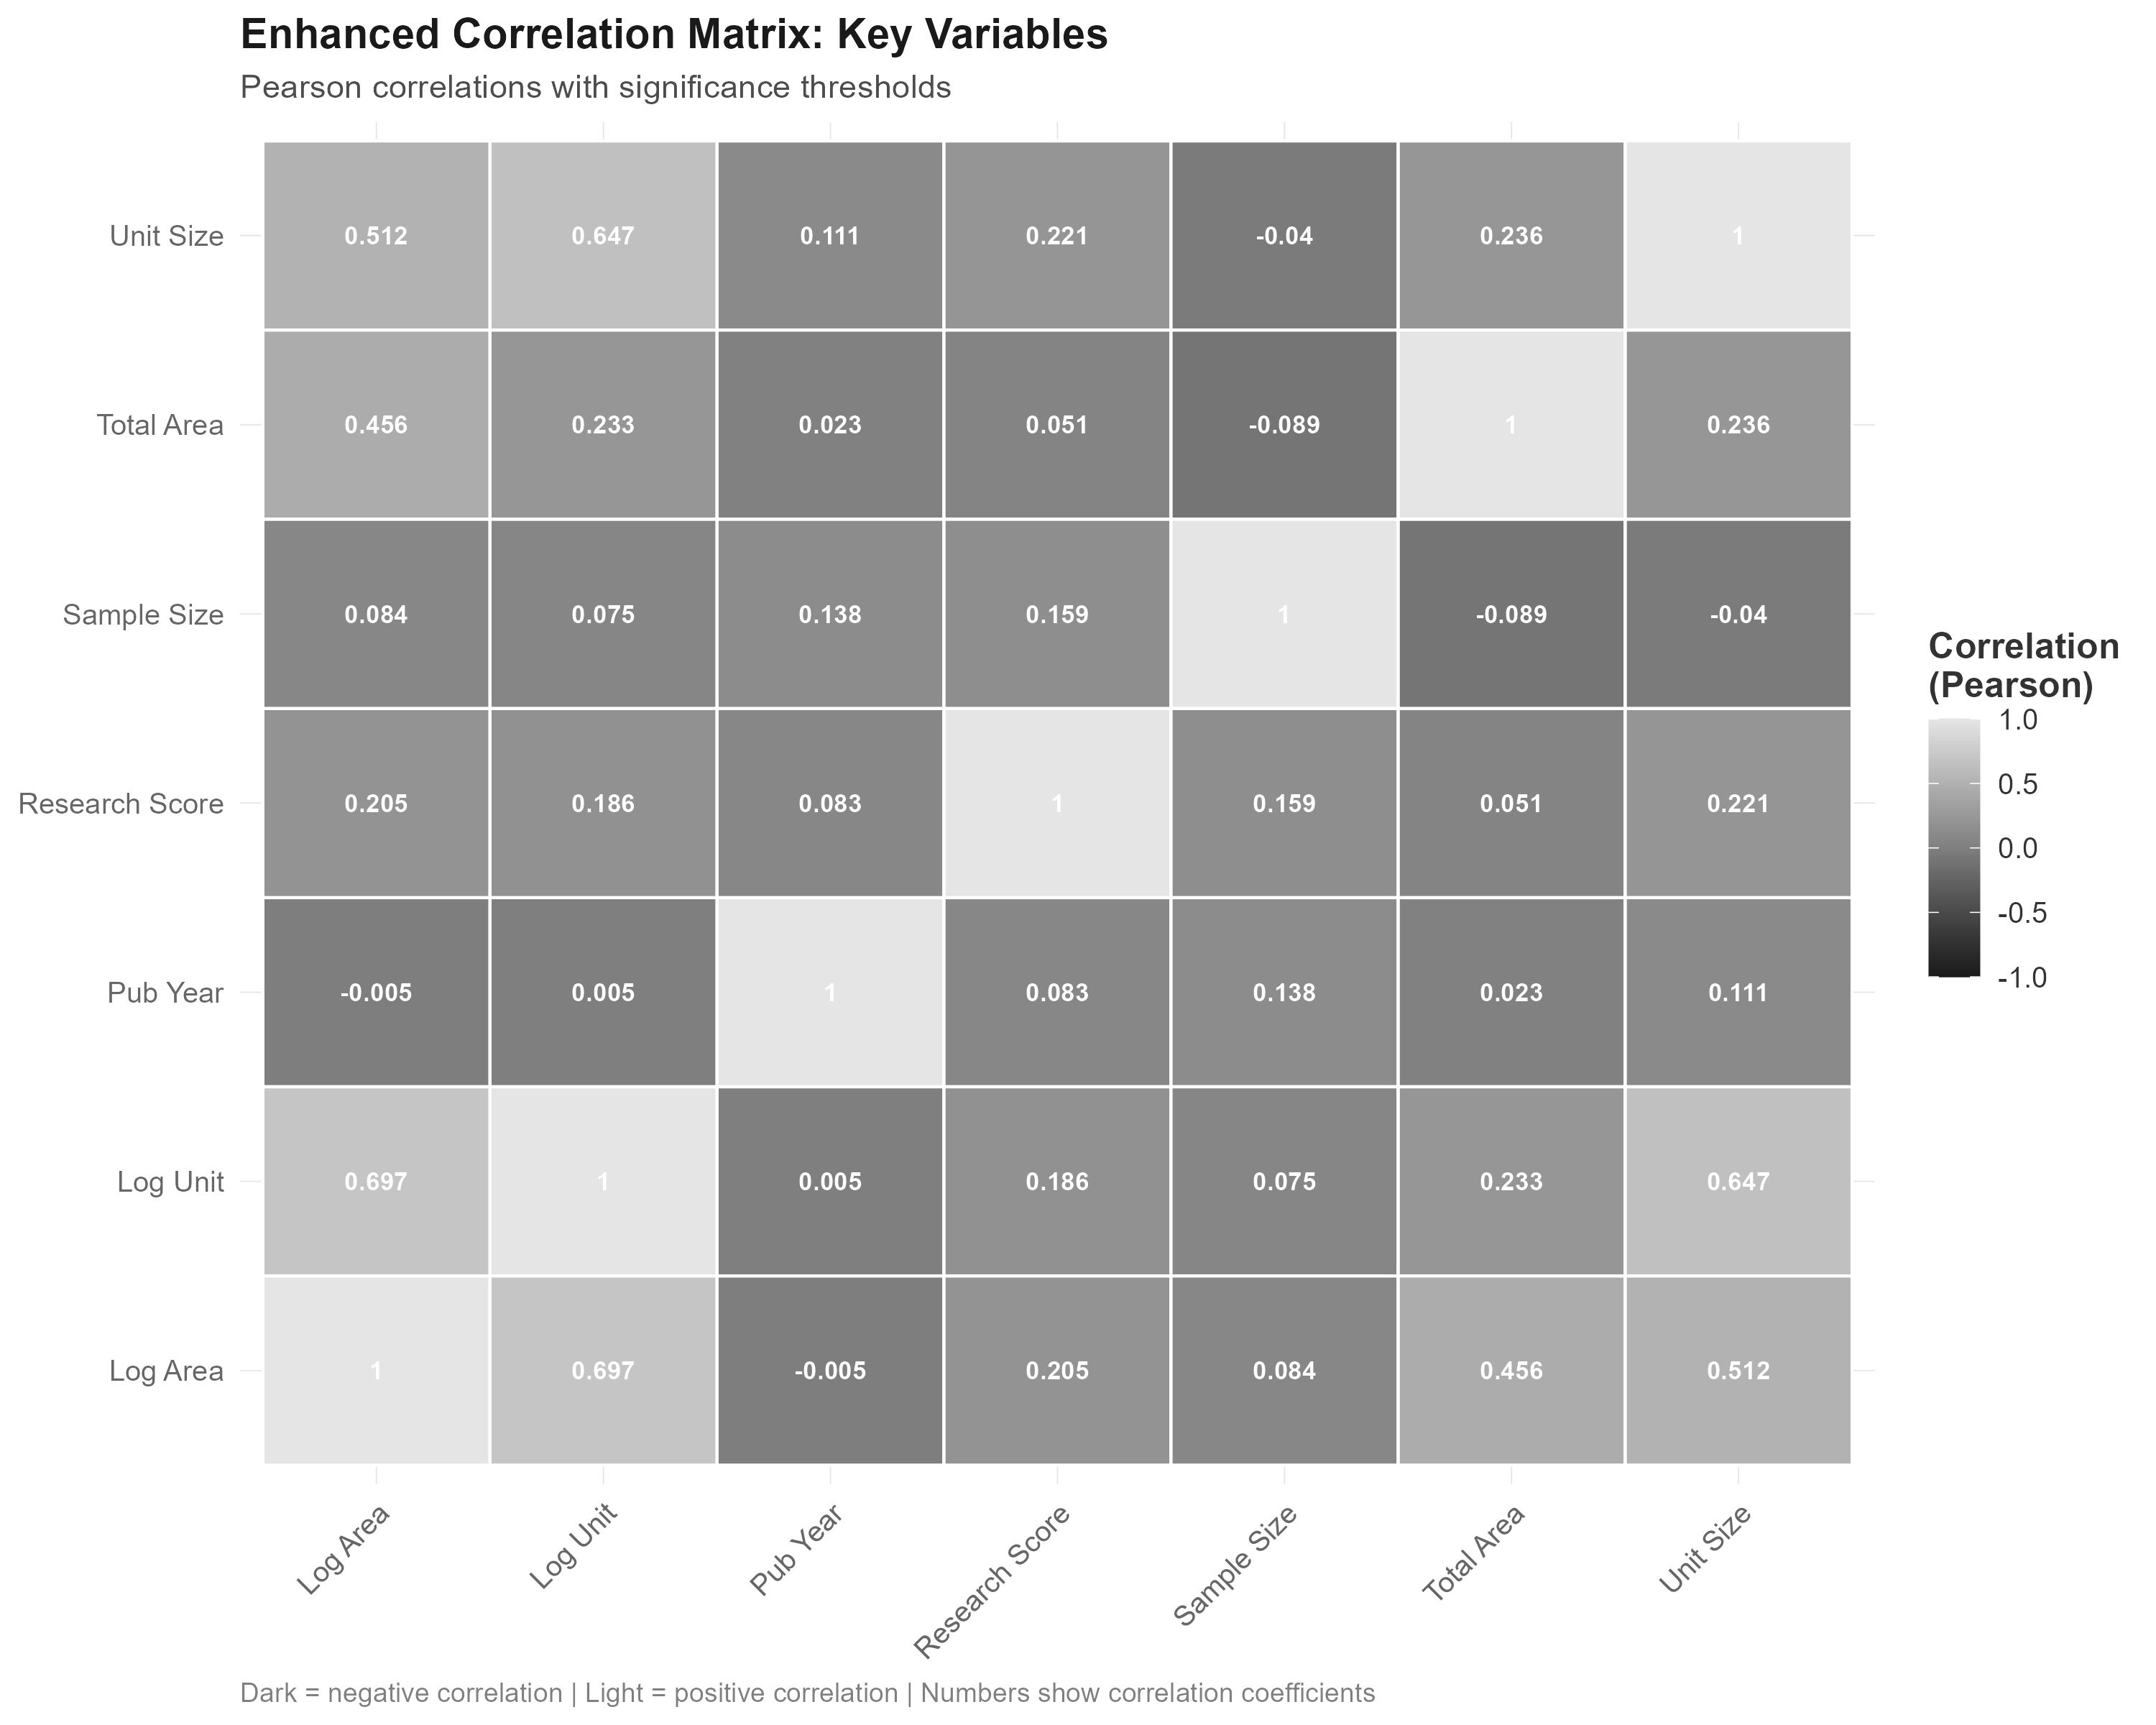 Enhanced Correlation Matrix: Key Variables
Pearson correlations with significance thresholds
Unit Size 0.512 0.647 0.111 0.221 -0.04 0.236 1
Total Area 0.456 0.233 0.023 0.051 -0.089 1 0.236
Sample Size 0.084 0.075 0.138 0.159 1 -0.089 -0.04
Research Score 0.205 0.186 0.083 1 0.159 0.051 0.221
Pub Year -0.005 0.005 1 0.083 0.138 0.023 0.111
Log Unit 0.697 1 0.005 0.186 0.075 0.233 0.647
Log Area 1 0.697 -0.005 0.205 0.084 0.456 0.512
Log Area Log Unit Pub Year Research Score Sample Size Total Area Unit Size
Correlation
(Pearson)
1.0
0.5
0.0
-0.5
-1.0
Dark = negative correlation | Light = positive correlation | Numbers show correlation coefficients